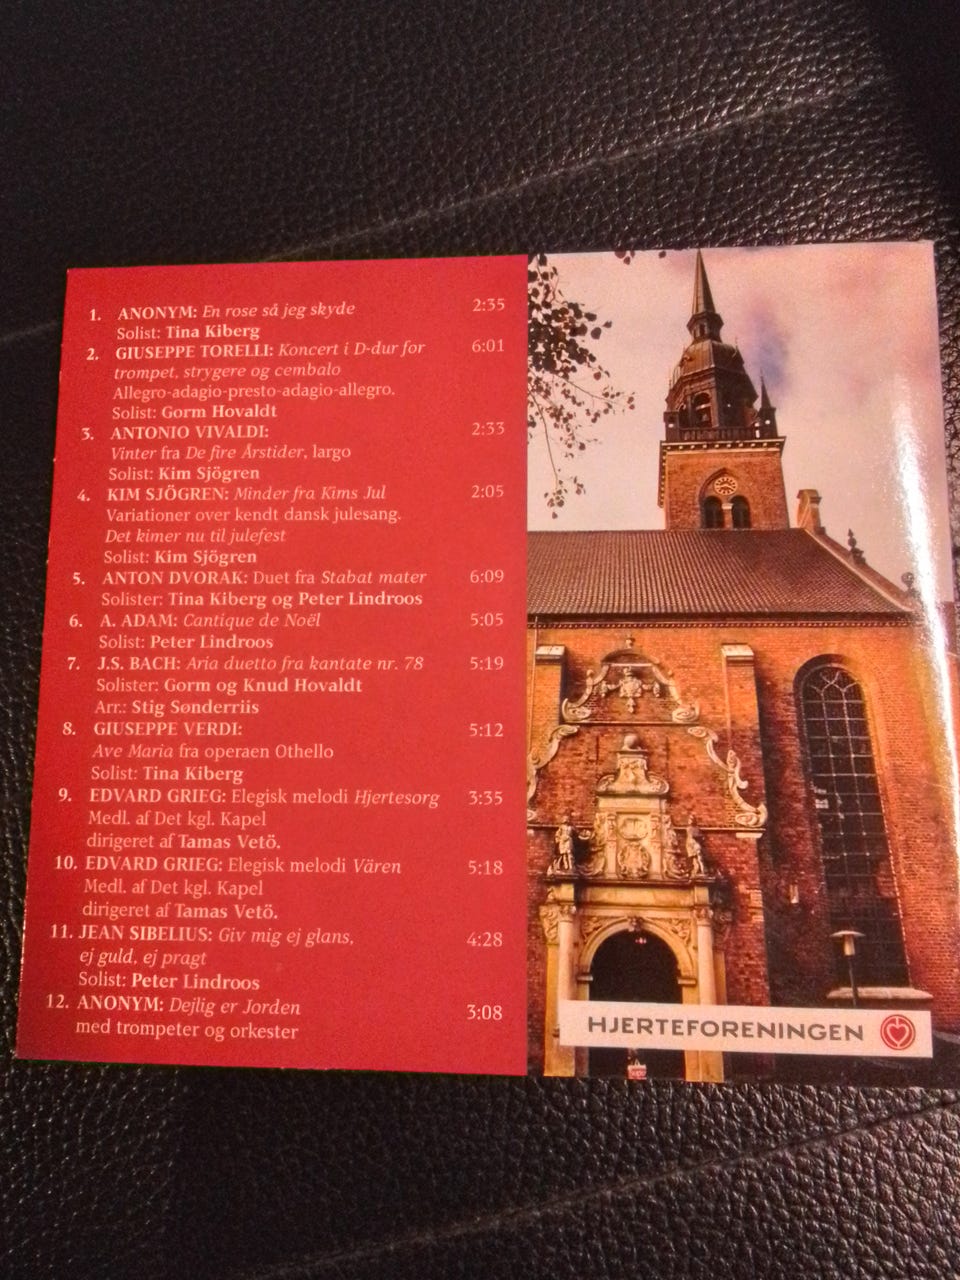 1. ANONYM: En rose så jeg skyde 2:35
Solist: Tina Kiberg
2. GIUSEPPE TORELLI: Koncert i D-dur for 6:01
trompet, strygere og cembalo
Allegro-adagio-presto-adagio-allegro.
Solist: Gorm Hovaldt
3. ANTONIO VIVALDI: 2:33
Vinter fra De fire Årstider, largo
Solist: Kim Sjögren
4. KIM SJÖGREN: Minder fra Kims Jul 2:05
Variationer over kendt dansk julesang.
Det kimer nu til julefest
Solist: Kim Sjögren
5. ANTON DVORAK: Duet fra Stabat mater 6:09
Solister: Tina Kiberg og Peter Lindroos
6. A. ADAM: Cantique de Noël 5:05
Solist: Peter Lindroos
7. J.S. BACH: Aria duetto fra kantate nr. 78 5:19
Solister: Gorm og Knud Hovaldt
Arr.: Stig Sønderriis
8. GIUSEPPE VERDI: 5:12
Ave Maria fra operaen Othello
Solist: Tina Kiberg
9. EDVARD GRIEG: Elegisk melodi Hjertesorg 3:35
Medl. af Det kgl. Kapel
dirigeret af Tamas Vetö.
10. EDVARD GRIEG: Elegisk melodi Våren 5:18
Medl. af Det kgl. Kapel
dirigeret af Tamas Vetö.
11. JEAN SIBELIUS: Giv mig ej glans, 4:28
ej guld, ej pragt
Solist: Peter Lindroos
12. ANONYM: Dejlig er Jorden 3:08
med trompeter og orkester
HJERTEFORENINGEN